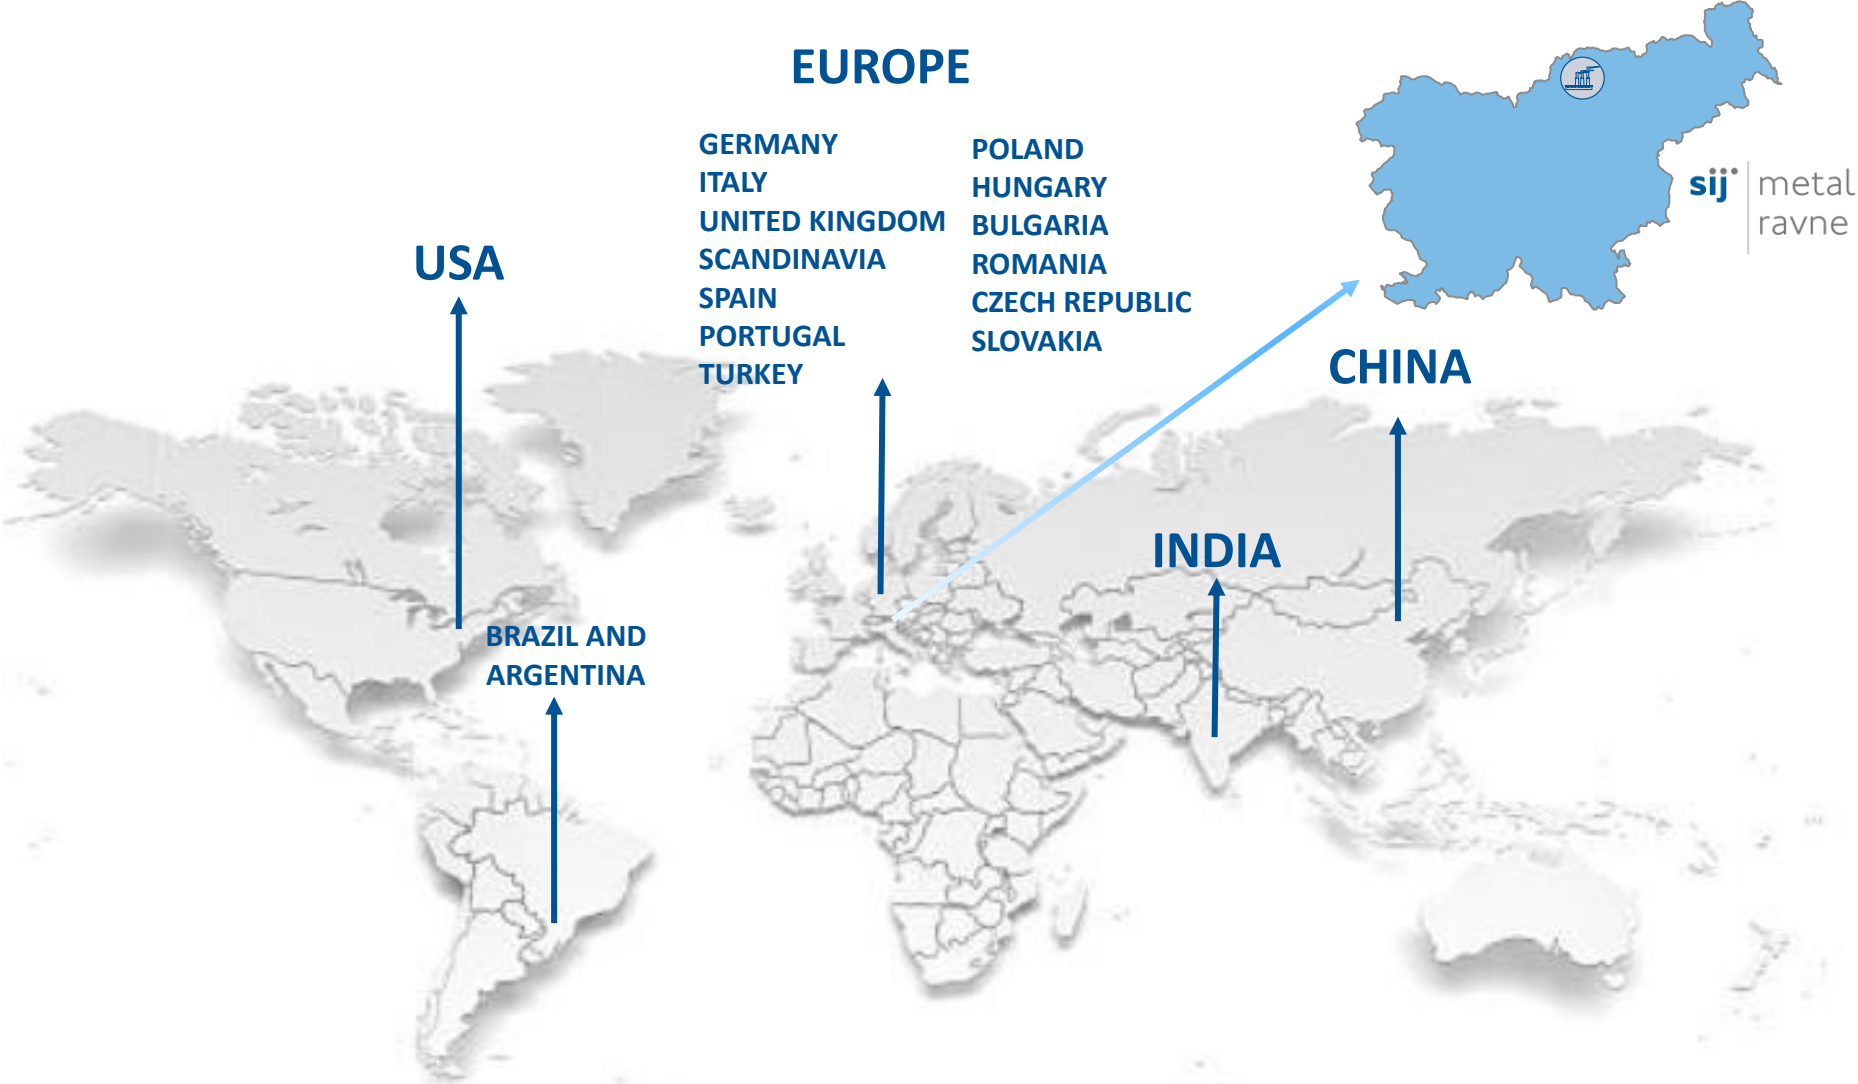 EUROPE
GERMANY
ITALY
UNITED KINGDOM
SCANDINAVIA
SPAIN
PORTUGAL
TURKEY
POLAND
HUNGARY
BULGARIA
ROMANIA
CZECH REPUBLIC
SLOVAKIA
sij metal
ravne
USA
CHINA
INDIA
BRAZIL AND
ARGENTINA